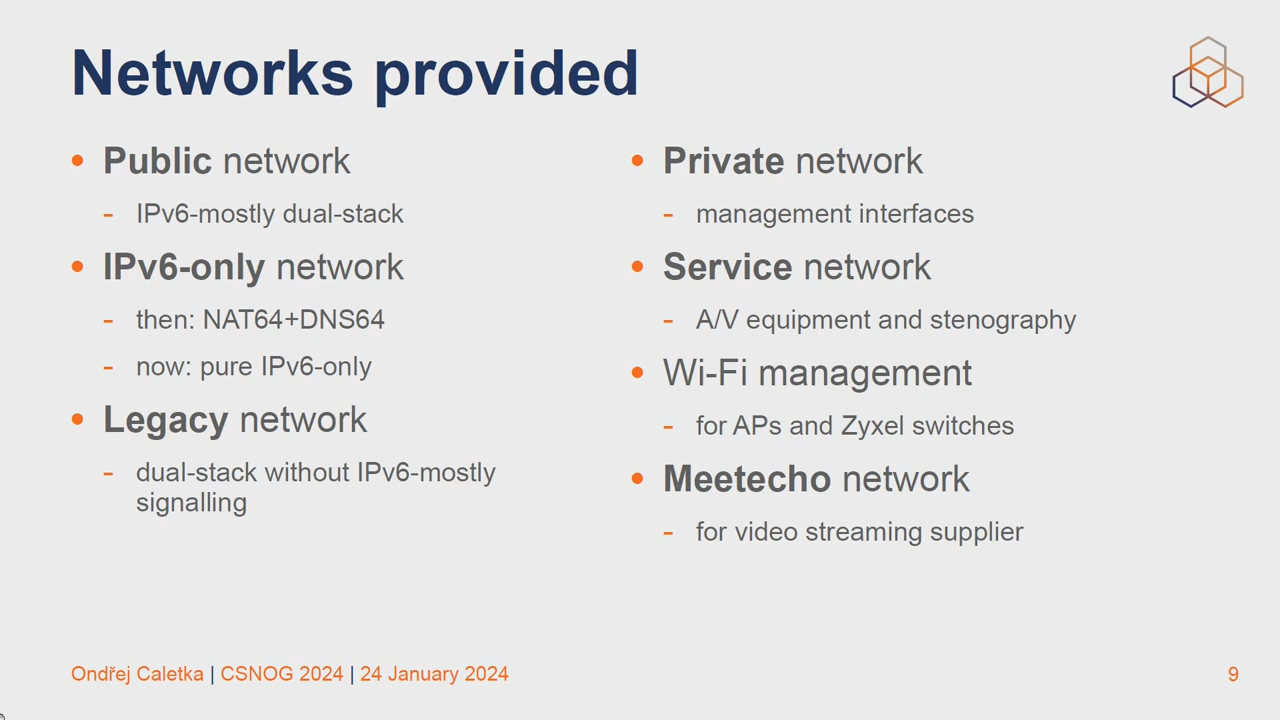 Networks provided
• Public network
- IPv6-mostly dual-stack
• IPv6-only network
- then: NAT64+DNS64
- now: pure IPv6-only
• Legacy network
- dual-stack without IPv6-mostly
signalling
• Private network
- management interfaces
• Service network
- A/V equipment and stenography
• Wi-Fi management
- for APs and Zyxel switches
• Meetecho network
- for video streaming supplier
Ondřej Caletka | CSNOG 2024 | 24 January 2024
9